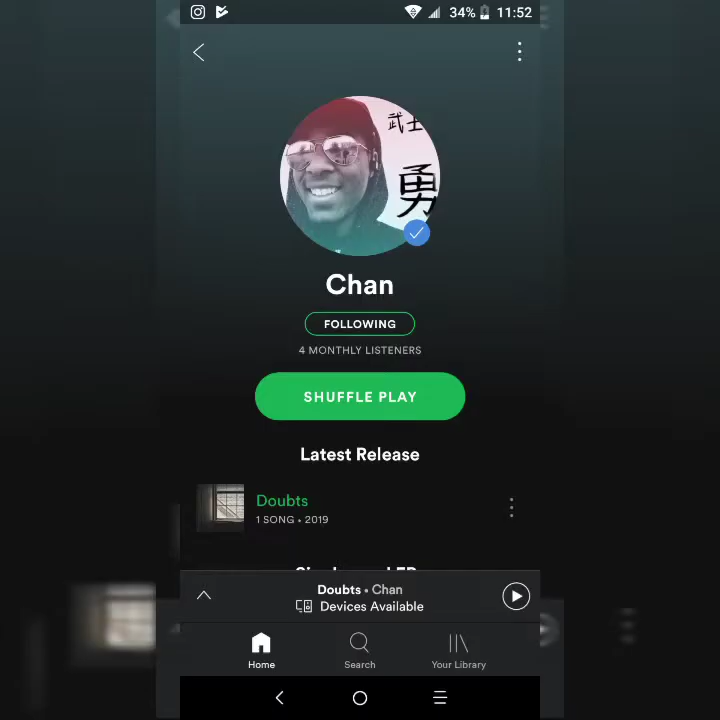 34% 11:52
武士
勇
Chan
FOLLOWING
4 MONTHLY LISTENERS
SHUFFLE PLAY
Latest Release
Doubts
1 SONG • 2019
Doubts • Chan
Devices Available
Home
Search
Your Library